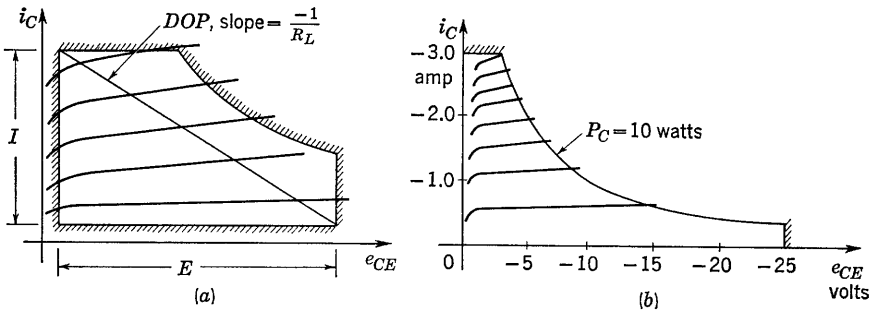 i_C
DOP, slope = -1/R_L
I
E
e_CE
(a)
i_C
-3.0
amp
-2.0
P_C = 10 watts
-1.0
0
-5
-10
-15
-20
-25
e_CE
volts
(b)